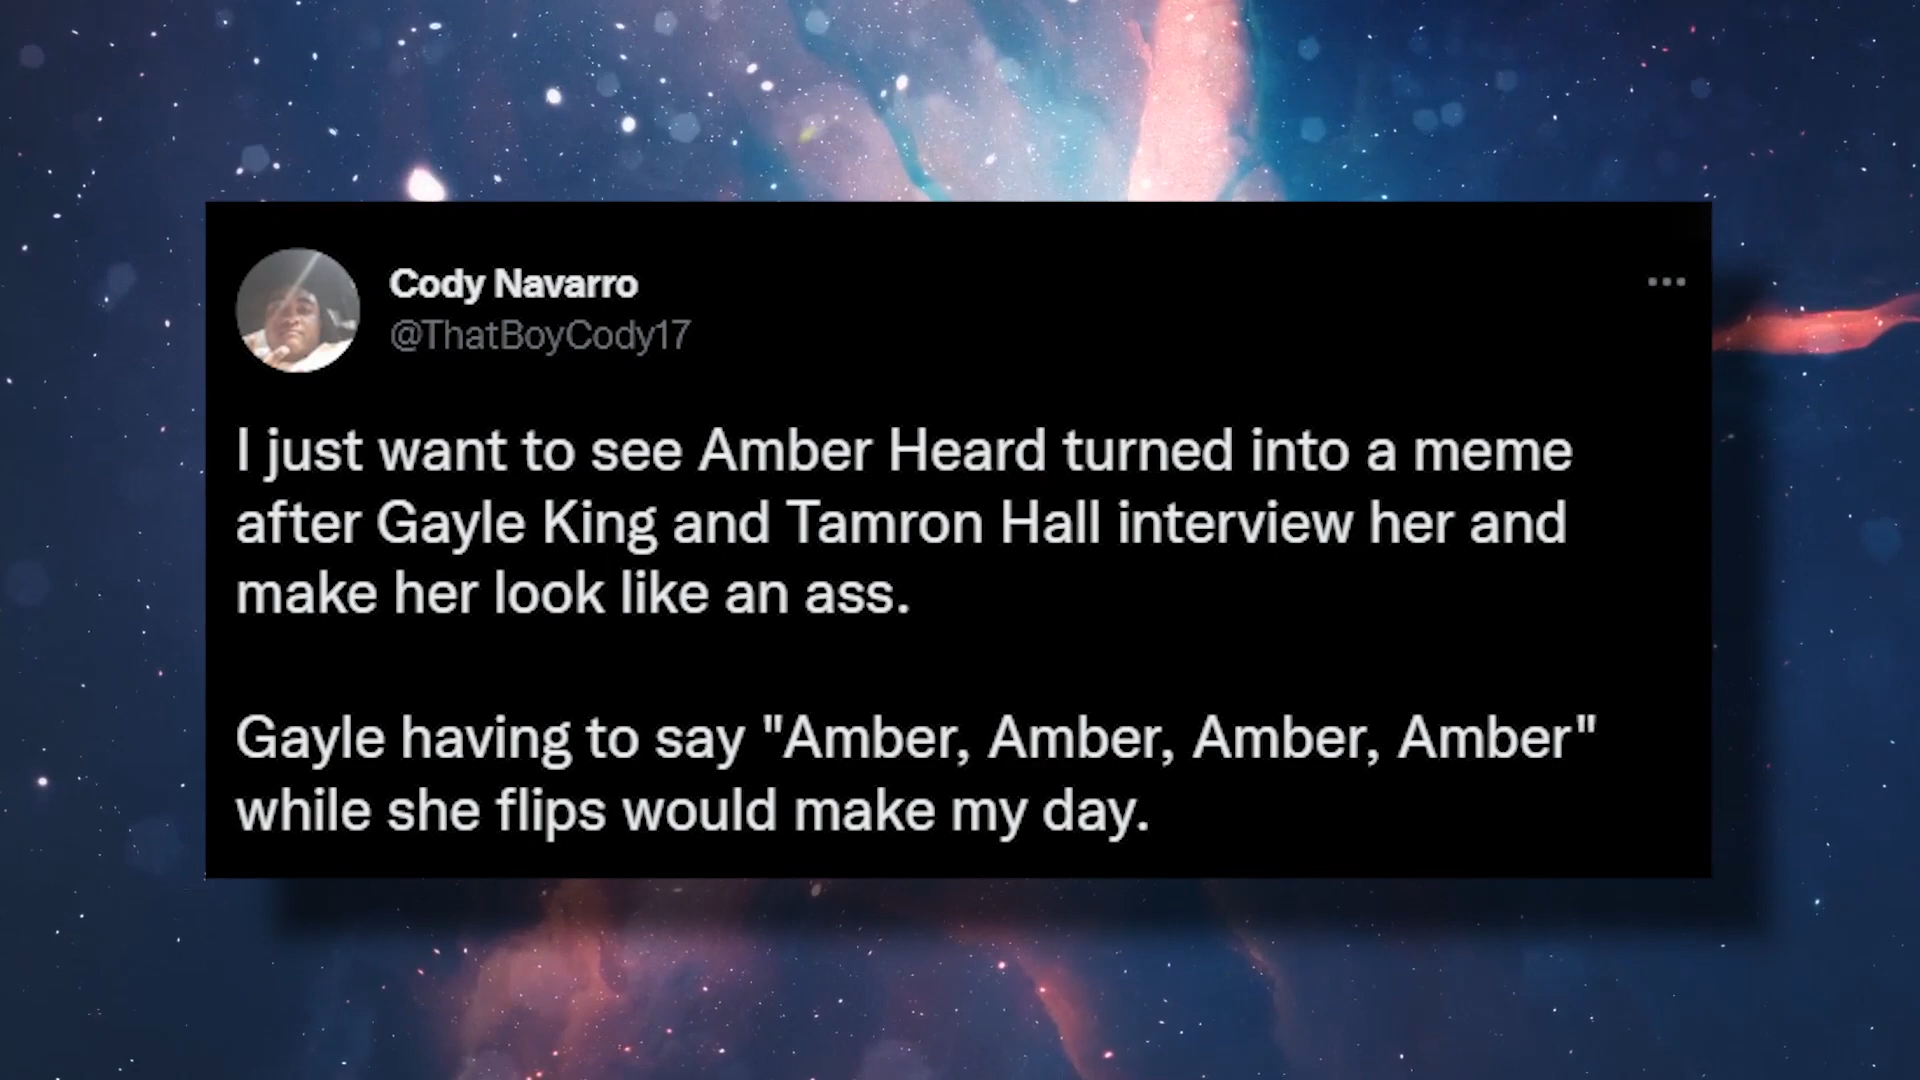 Cody Navarro
@ThatBoyCody17
I just want to see Amber Heard turned into a meme
after Gayle King and Tamron Hall interview her and
make her look like an ass.
Gayle having to say "Amber, Amber, Amber, Amber"
while she flips would make my day.